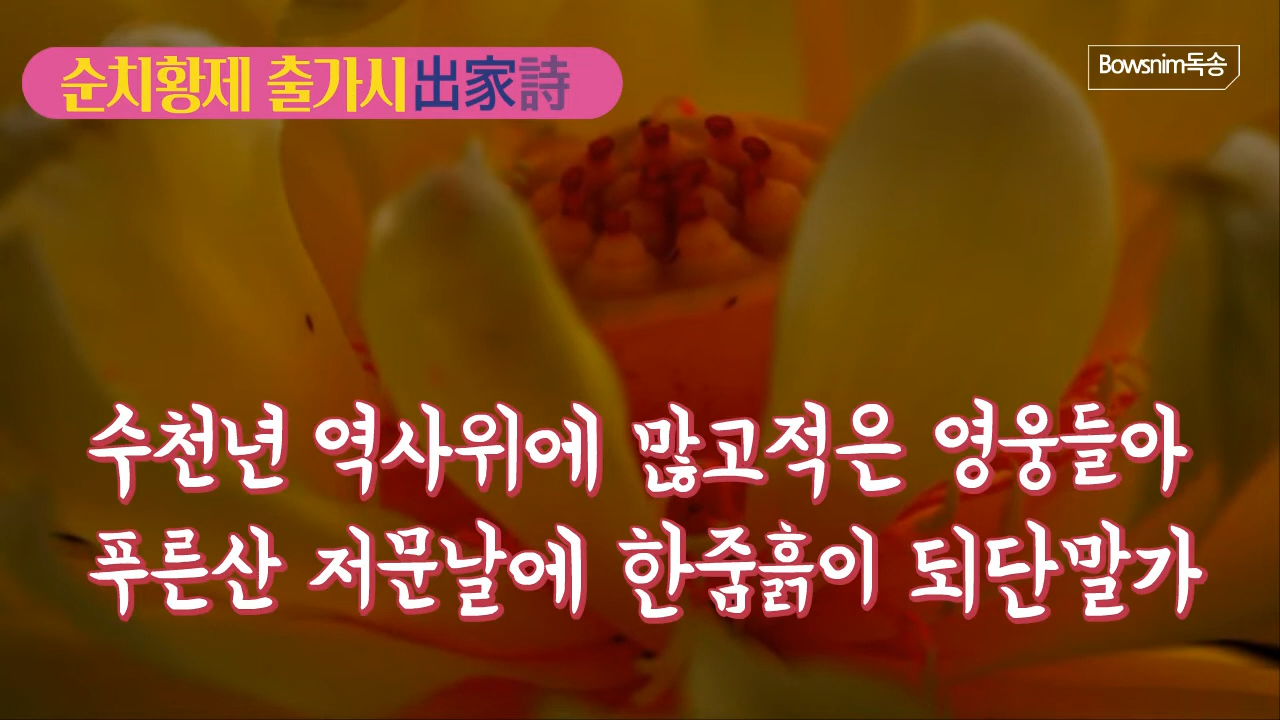 순치황제 출가시出家詩
Bowsnim독송
수천년 역사위에 많고적은 영웅들아
푸른산 저문날에 한줌흙이 되단말가